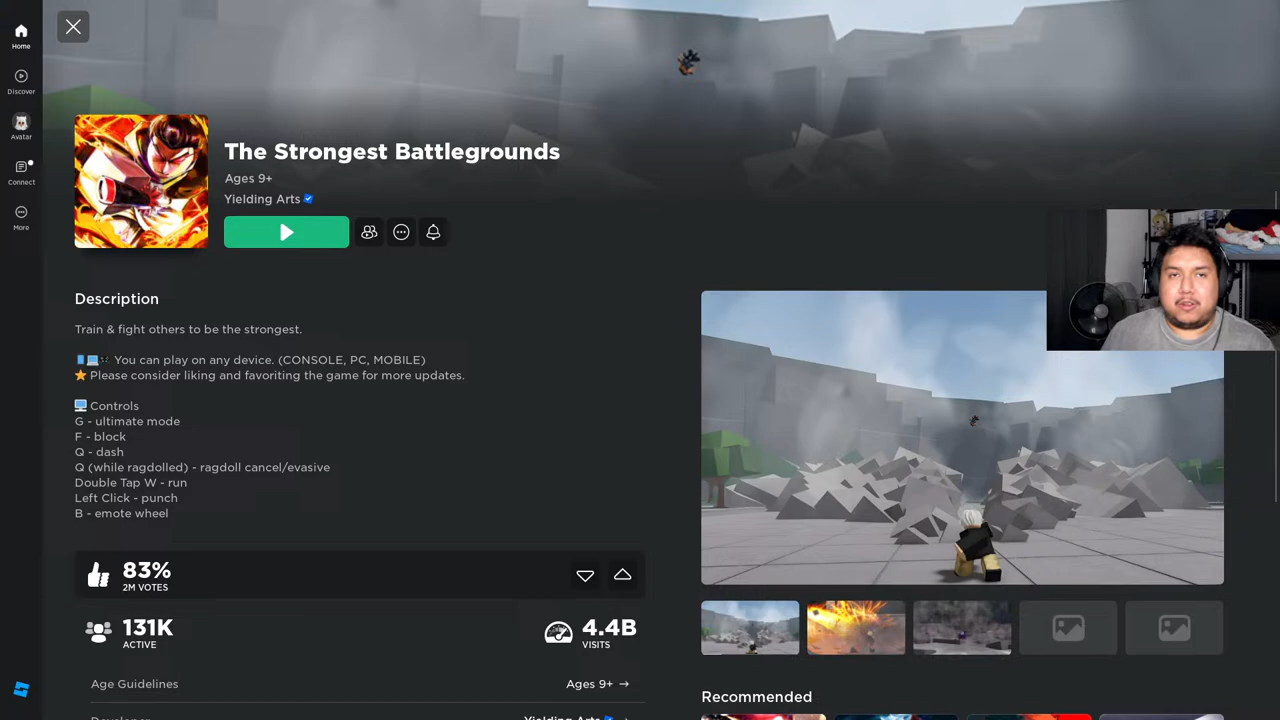 Home
Discover
Avatar
Connect
More
The Strongest Battlegrounds
Ages 9+
Yielding Arts
Description
Train & fight others to be the strongest.
You can play on any device. (CONSOLE, PC, MOBILE)
Please consider liking and favoriting the game for more updates.
Controls
G - ultimate mode
F - block
Q - dash
Q (while ragdolled) - ragdoll cancel/evasive
Double Tap W - run
Left Click - punch
B - emote wheel
83%
2M VOTES
131K
ACTIVE
4.4B
VISITS
Age Guidelines
Ages 9+ →
Developer
Yielding Arts
Recommended